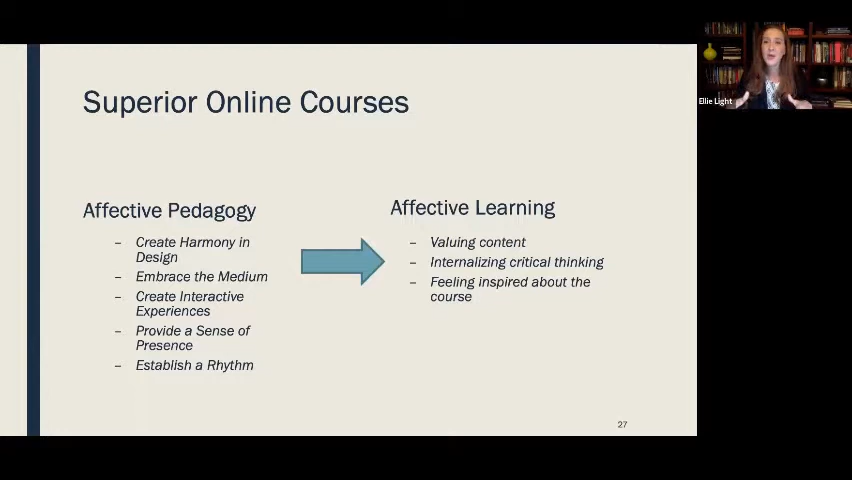 Superior Online Courses
Affective Pedagogy
– Create Harmony in
Design
– Embrace the Medium
– Create Interactive
Experiences
– Provide a Sense of
Presence
– Establish a Rhythm
Affective Learning
– Valuing content
– Internalizing critical thinking
– Feeling inspired about the
course
27
Ellie Light